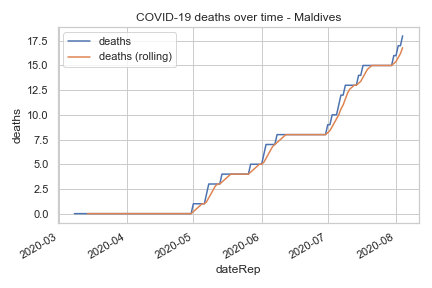 COVID-19 deaths over time - Maldives
deaths
deaths (rolling)
17.5
15.0
12.5
10.0
7.5
5.0
2.5
0.0
deaths
2020-03
2020-04
2020-05
2020-06
2020-07
2020-08
dateRep